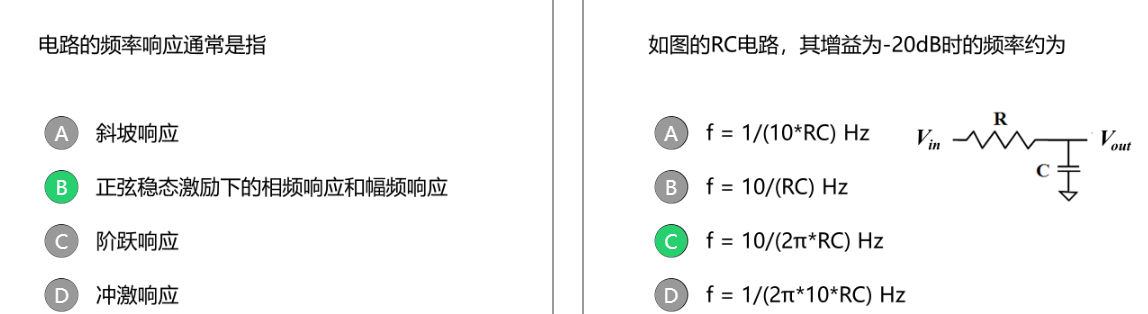 电路的频率响应通常是指
A 斜坡响应
B 正弦稳态激励下的相频响应和幅频响应
C 阶跃响应
D 冲激响应
如图的RC电路，其增益为-20dB时的频率约为
A f = 1/(10*RC) Hz
B f = 10/(RC) Hz
C f = 10/(2π*RC) Hz
D f = 1/(2π*10*RC) Hz
R
Vin
Vout
C